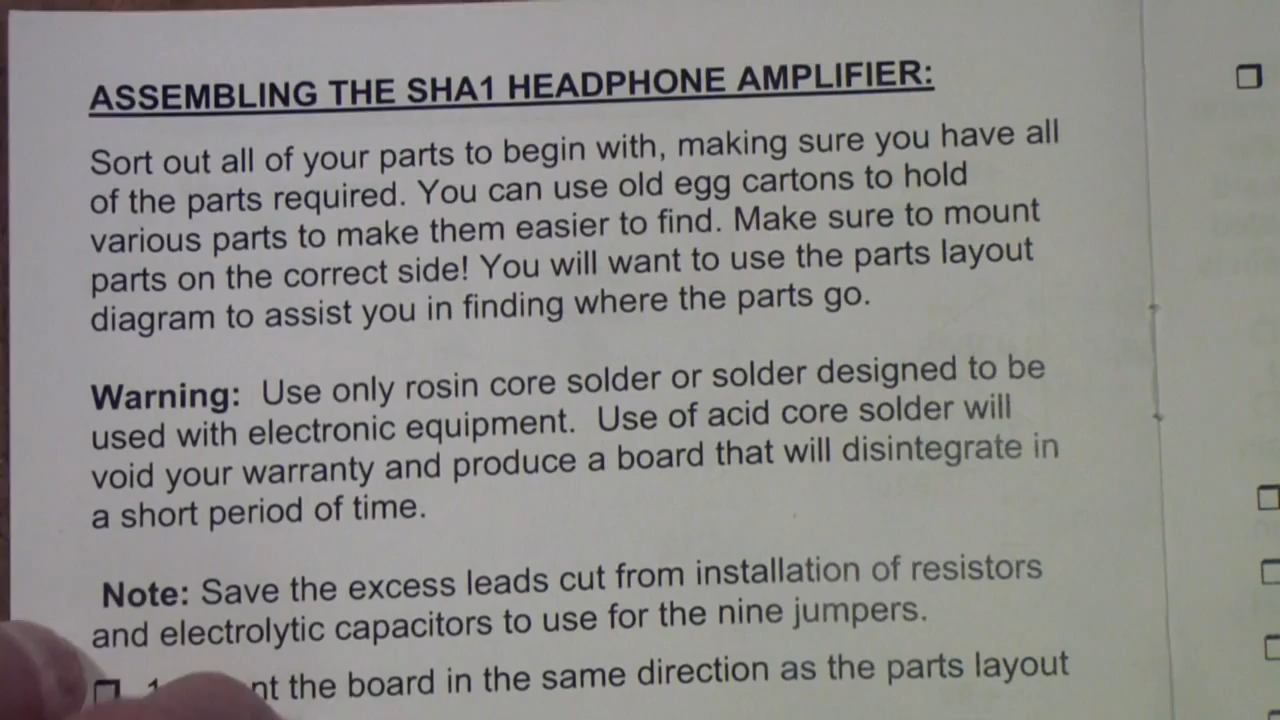 ASSEMBLING THE SHA1 HEADPHONE AMPLIFIER:
Sort out all of your parts to begin with, making sure you have all
of the parts required. You can use old egg cartons to hold
various parts to make them easier to find. Make sure to mount
parts on the correct side! You will want to use the parts layout
diagram to assist you in finding where the parts go.
Warning: Use only rosin core solder or solder designed to be
used with electronic equipment. Use of acid core solder will
void your warranty and produce a board that will disintegrate in
a short period of time.
Note: Save the excess leads cut from installation of resistors
and electrolytic capacitors to use for the nine jumpers.
the board in the same direction as the parts layout